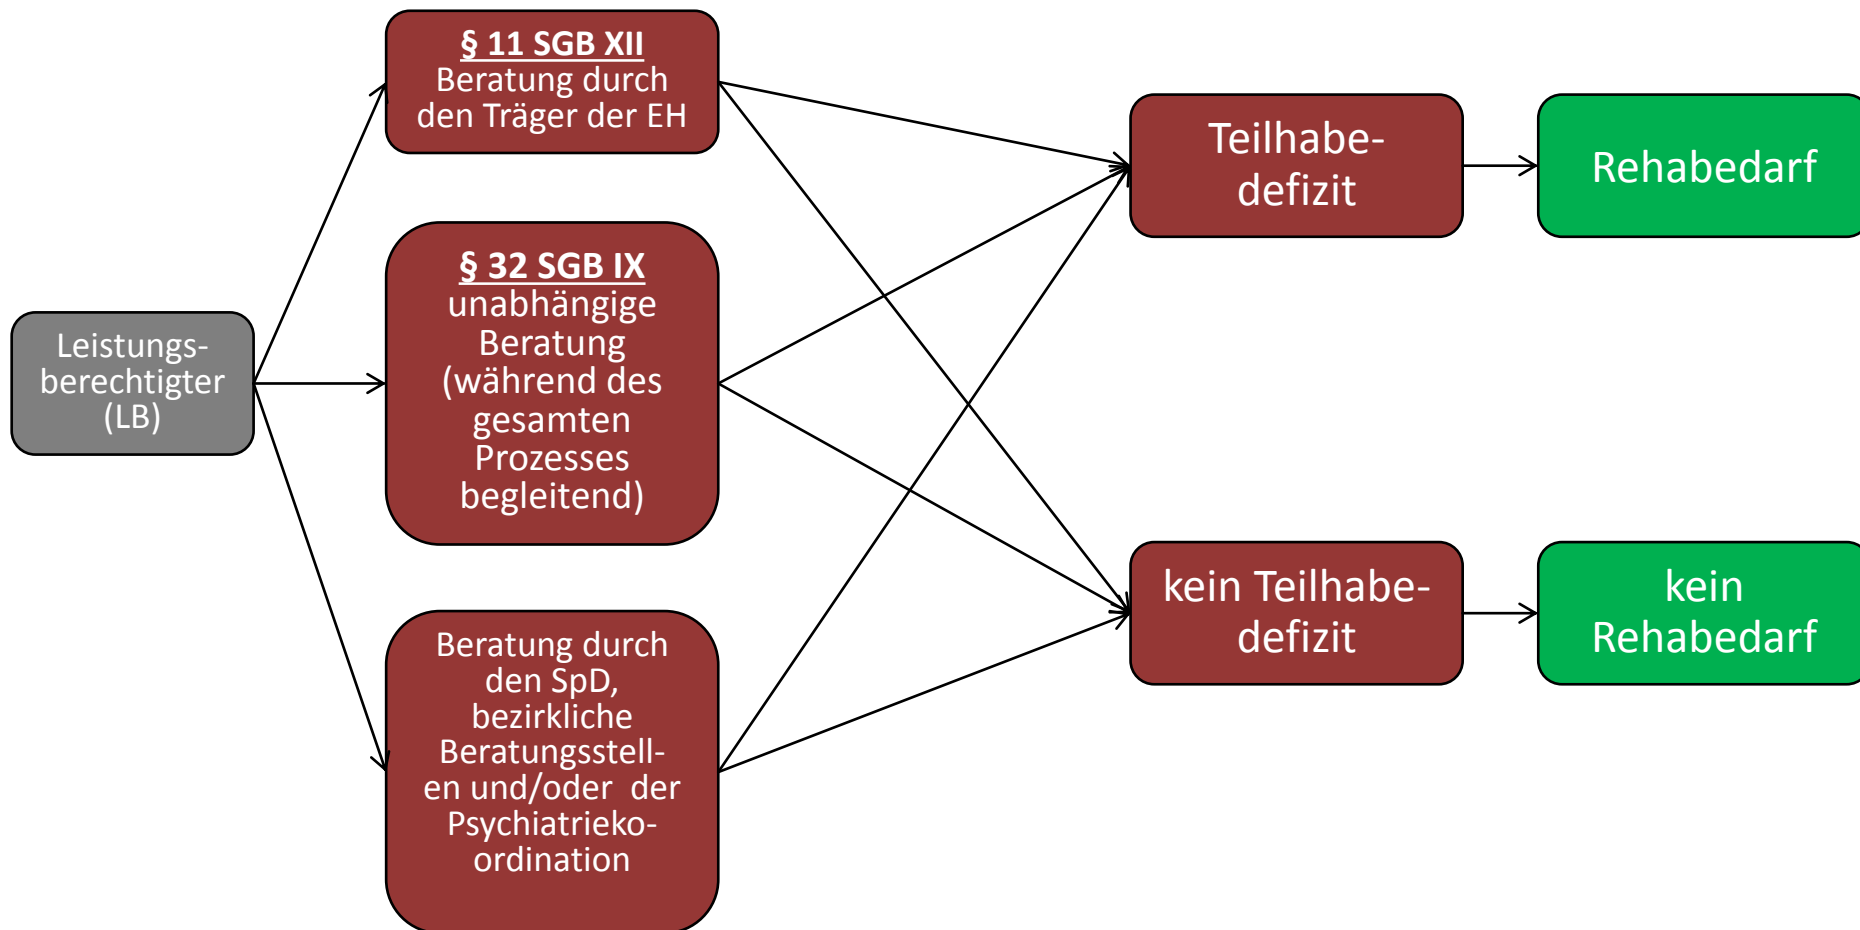 Leistungs-
berechtigter
(LB)
§ 11 SGB XII
Beratung durch
den Träger der EH
§ 32 SGB IX
unabhängige
Beratung
(während des
gesamten
Prozesses
begleitend)
Beratung durch
den SpD,
bezirkliche
Beratungsstell-
en und/oder der
Psychiatrieko-
ordination
Teilhabe-
defizit
Rehabedarf
kein Teilhabe-
defizit
kein
Rehabedarf